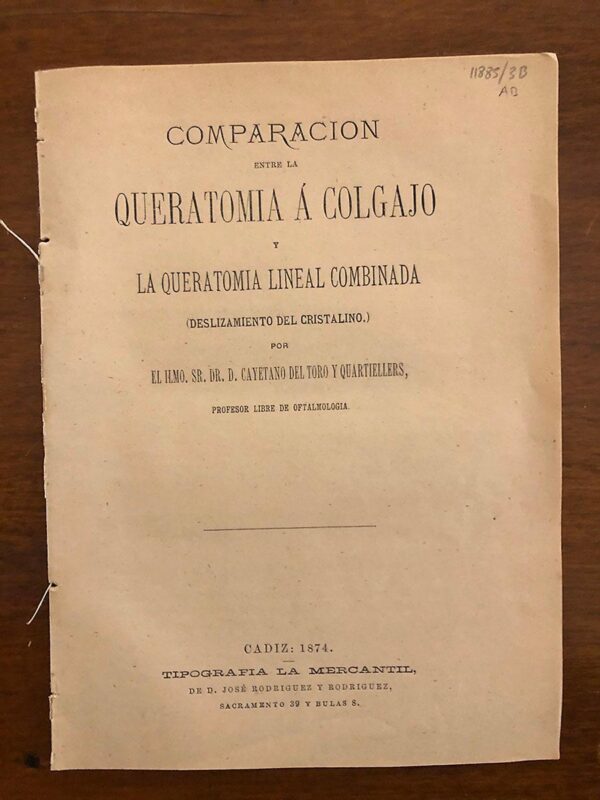 11885/3B
AD
COMPARACION
ENTRE LA
QUERATOMIA Á COLGAJO
Y
LA QUERATOMIA LINEAL COMBINADA
(DESLIZAMIENTO DEL CRISTALINO.)
POR
EL ILMO. SR. DR. D. CAYETANO DEL TORO Y QUARTIELLERS,
PROFESOR LIBRE DE OFTALMOLOGIA.
CADIZ: 1874.
TIPOGRAFIA LA MERCANTIL,
DE D. JOSÉ RODRIGUEZ Y RODRIGUEZ,
SACRAMENTO 39 Y BULAS 8.